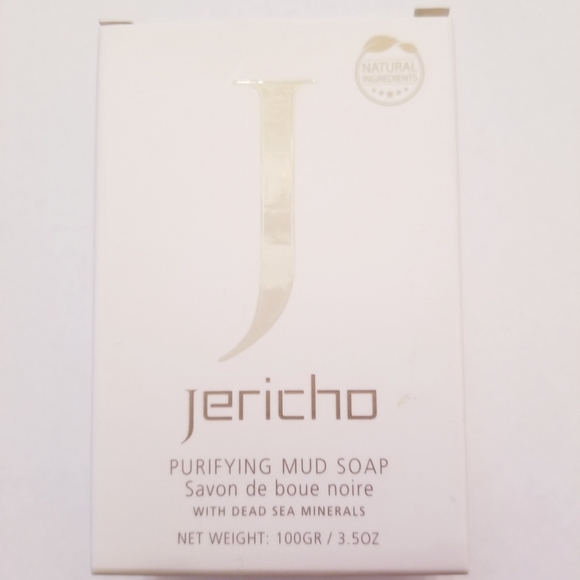 NATURAL
INGREDIENTS
J
Jericho
PURIFYING MUD SOAP
Savon de boue noire
WITH DEAD SEA MINERALS
NET WEIGHT: 100GR / 3.5OZ